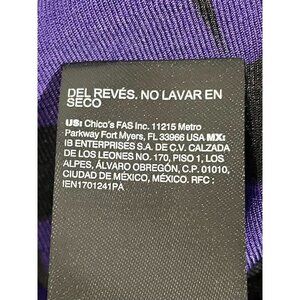 DEL REVÉS. NO LAVAR EN
SECO
US: Chico's FAS Inc. 11215 Metro
Parkway Fort Myers, FL 33966 USA MX:
IB ENTERPRISES S.A. DE C.V. CALZADA
DE LOS LEONES NO. 170, PISO 1, LOS
ALPES, ÁLVARO OBREGÓN, C.P. 01010,
CIUDAD DE MÉXICO, MÉXICO. RFC :
IEN1701241PA